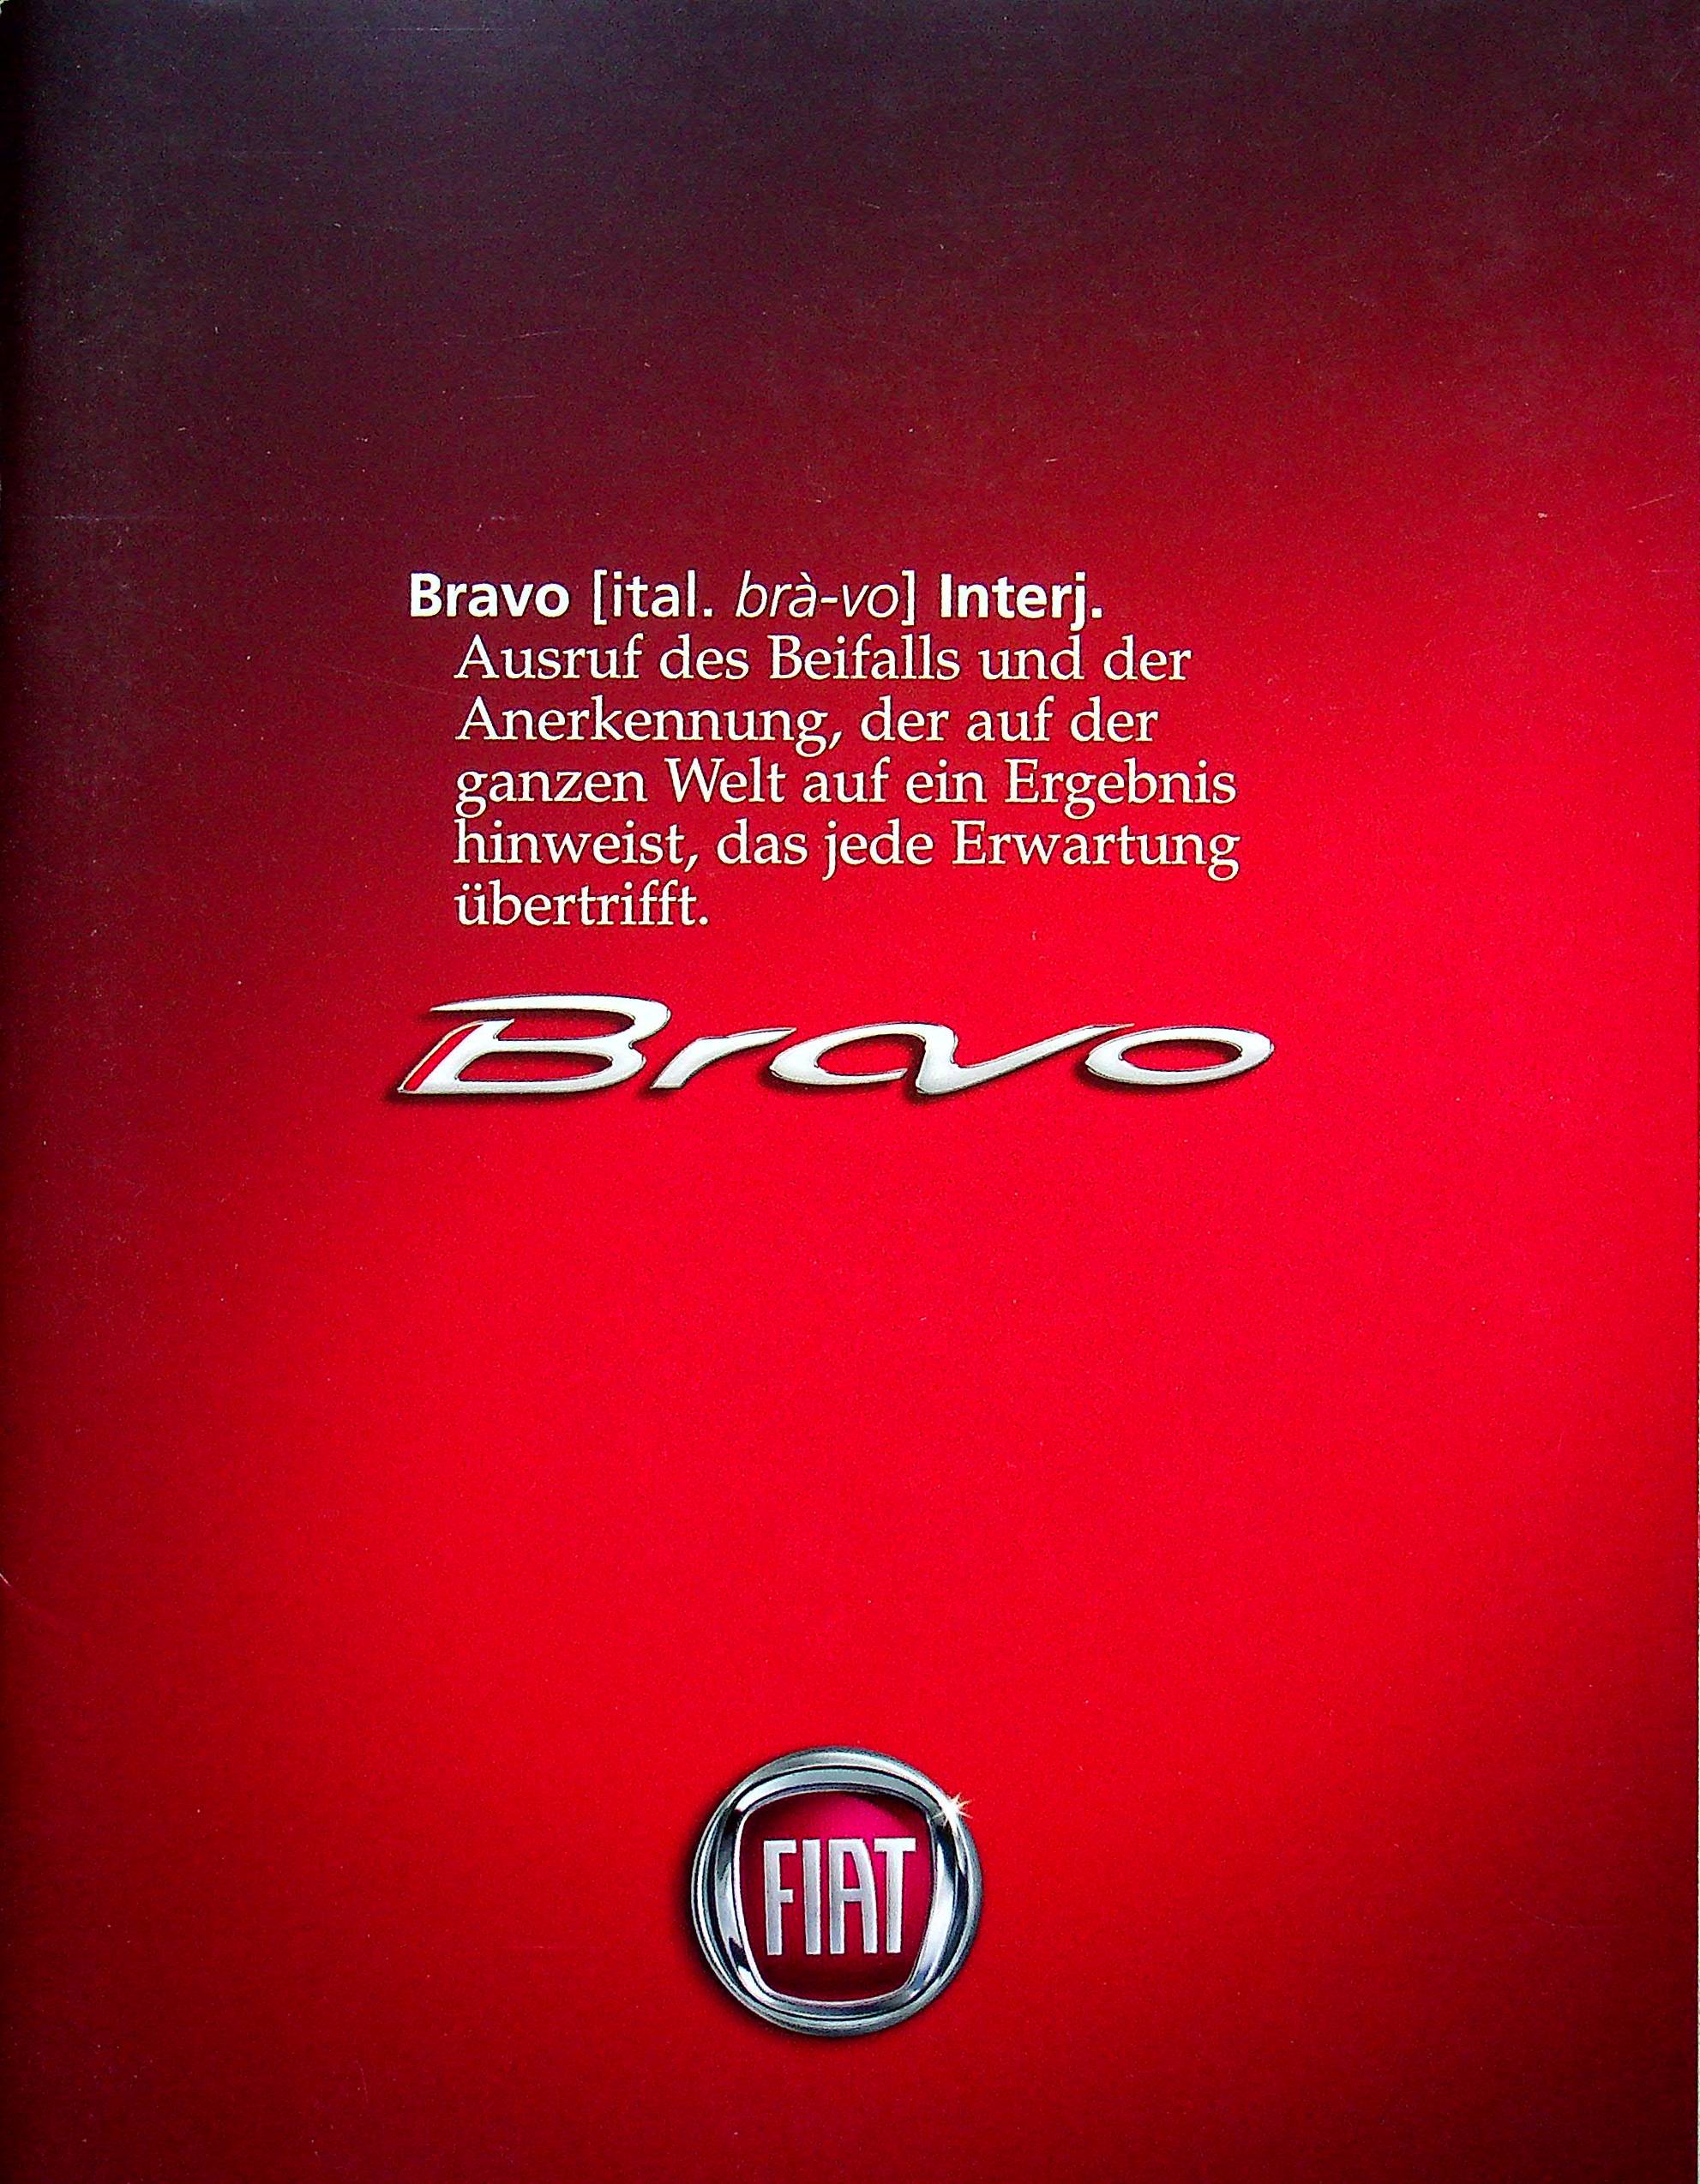 Bravo [ital. brà-vo] Interj.
Ausruf des Beifalls und der
Anerkennung, der auf der
ganzen Welt auf ein Ergebnis
hinweist, das jede Erwartung
übertrifft.
Bravo
FIAT